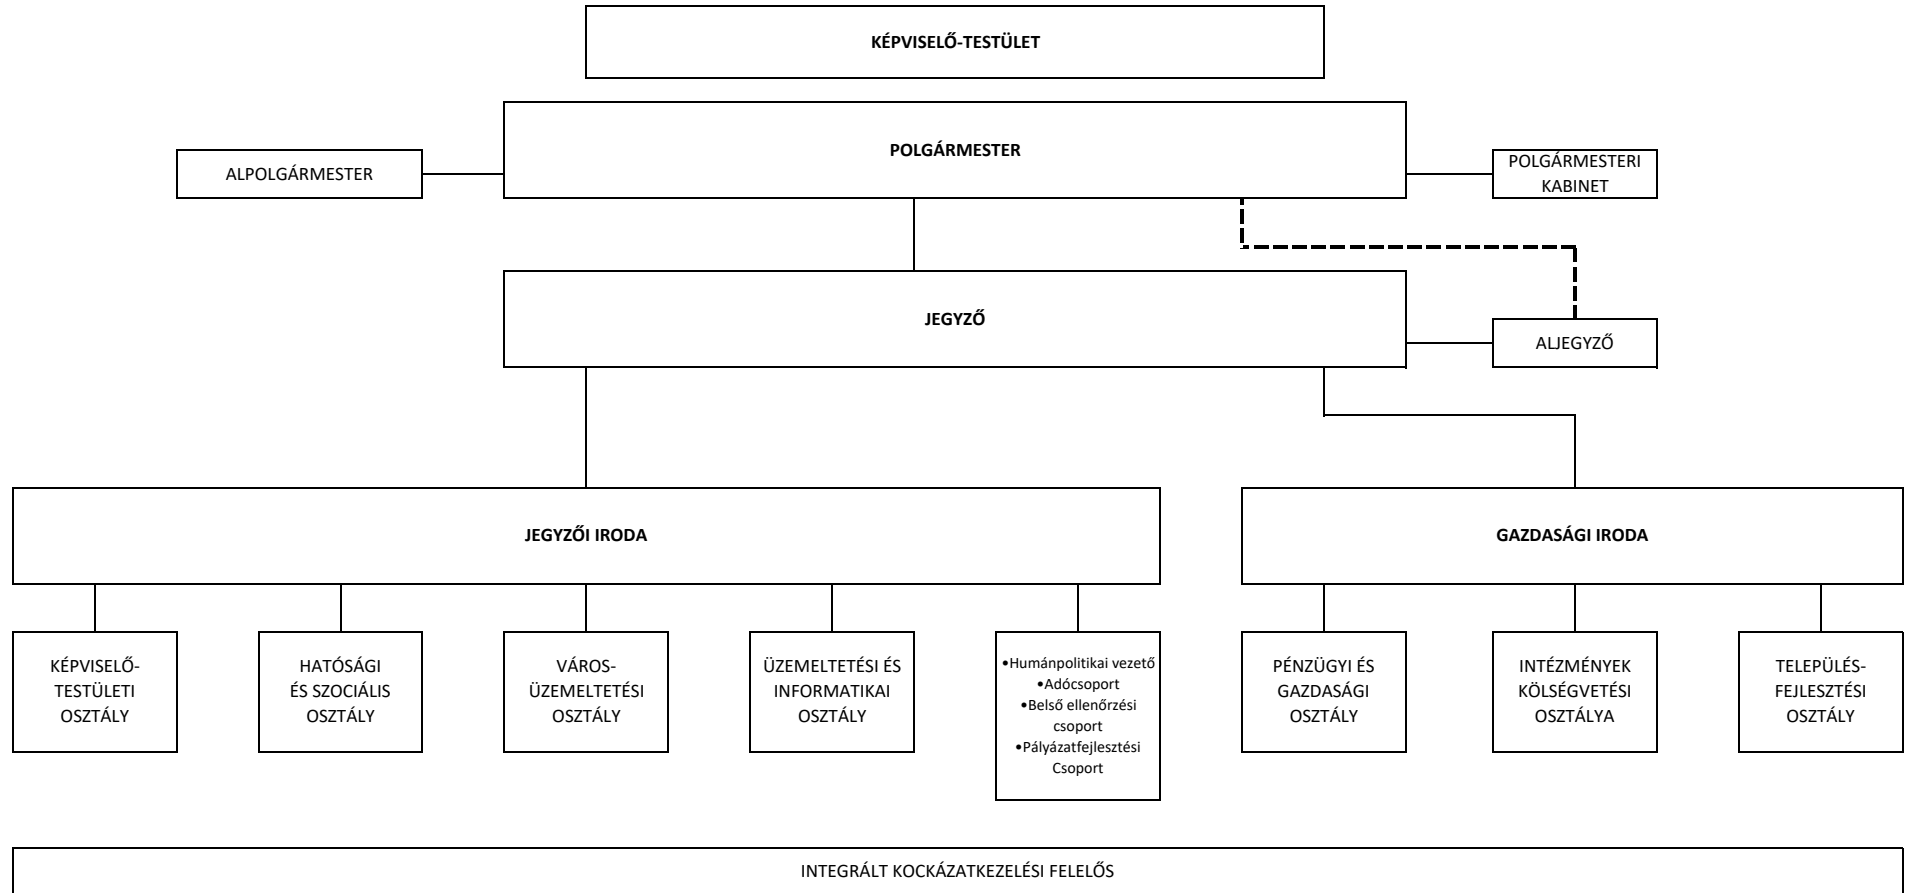 KÉPVISELŐ-TESTÜLET
POLGÁRMESTER
ALPOLGÁRMESTER
POLGÁRMESTERI
KABINET
JEGYZŐ
ALJEGYZŐ
JEGYZŐI IRODA
GAZDASÁGI IRODA
KÉPVISELŐ-
TESTÜLETI
OSZTÁLY
HATÓSÁGI
ÉS SZOCIÁLIS
OSZTÁLY
VÁROS-
ÜZEMELTETÉSI
OSZTÁLY
ÜZEMELTETÉSI ÉS
INFORMATIKAI
OSZTÁLY
•Humánpolitikai vezető
•Adócsoport
•Belső ellenőrzési
csoport
•Pályázatfejlesztési
Csoport
PÉNZÜGYI ÉS
GAZDASÁGI
OSZTÁLY
INTÉZMÉNYEK
KÖLSÉGVETÉSI
OSZTÁLYA
TELEPÜLÉS-
FEJLESZTÉSI
OSZTÁLY
INTEGRÁLT KOCKÁZATKEZELÉSI FELELŐS